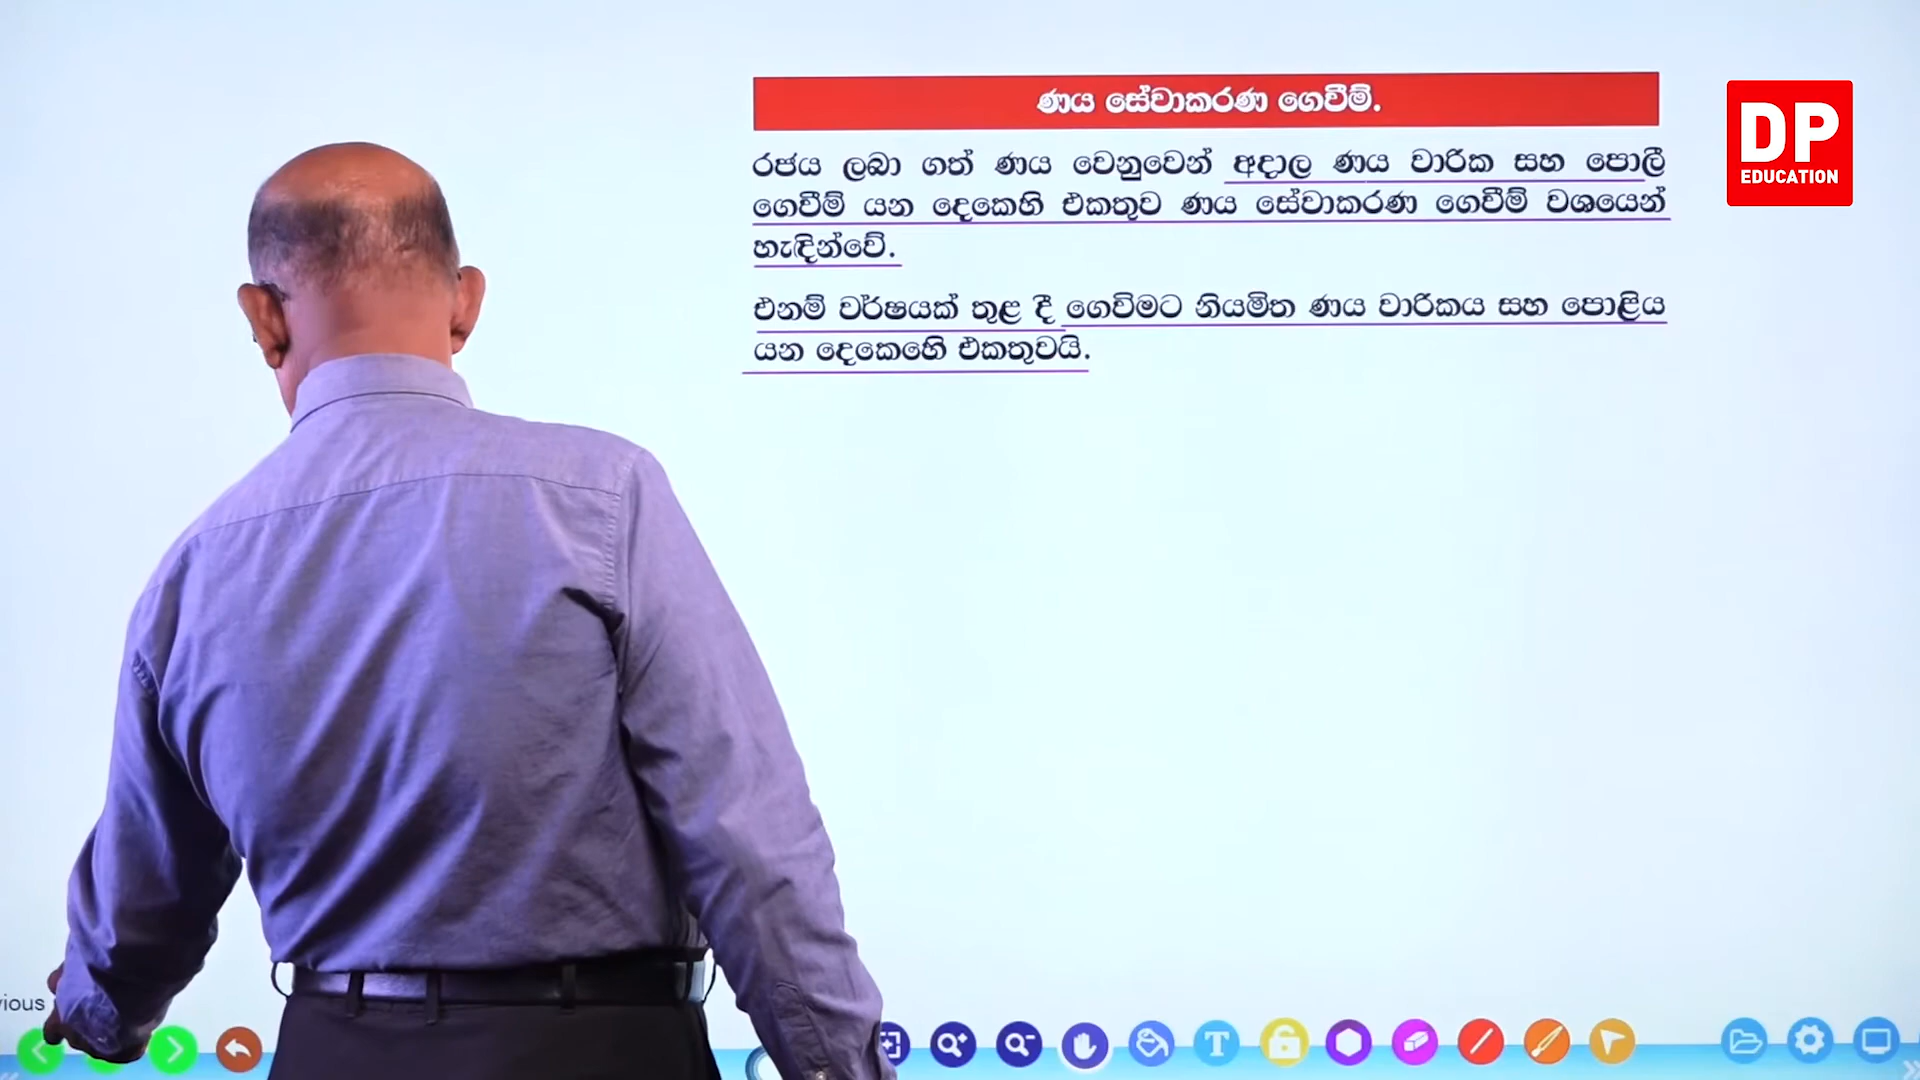 ණය සේවාකරණ ගෙවීම්.
රජය ලබා ගත් ණය වෙනුවෙන් අදාල ණය වාරික සහ පොලී
ගෙවීම් යන දෙකෙහි එකතුව ණය සේවාකරණ ගෙවීම් වශයෙන්
හැඳින්වේ.
එනම් වර්ෂයක් තුළ දී ගෙවිමට නියමිත ණය වාරිකය සහ පොළිය
යන දෙකෙහි එකතුවයි.
DP
EDUCATION
T